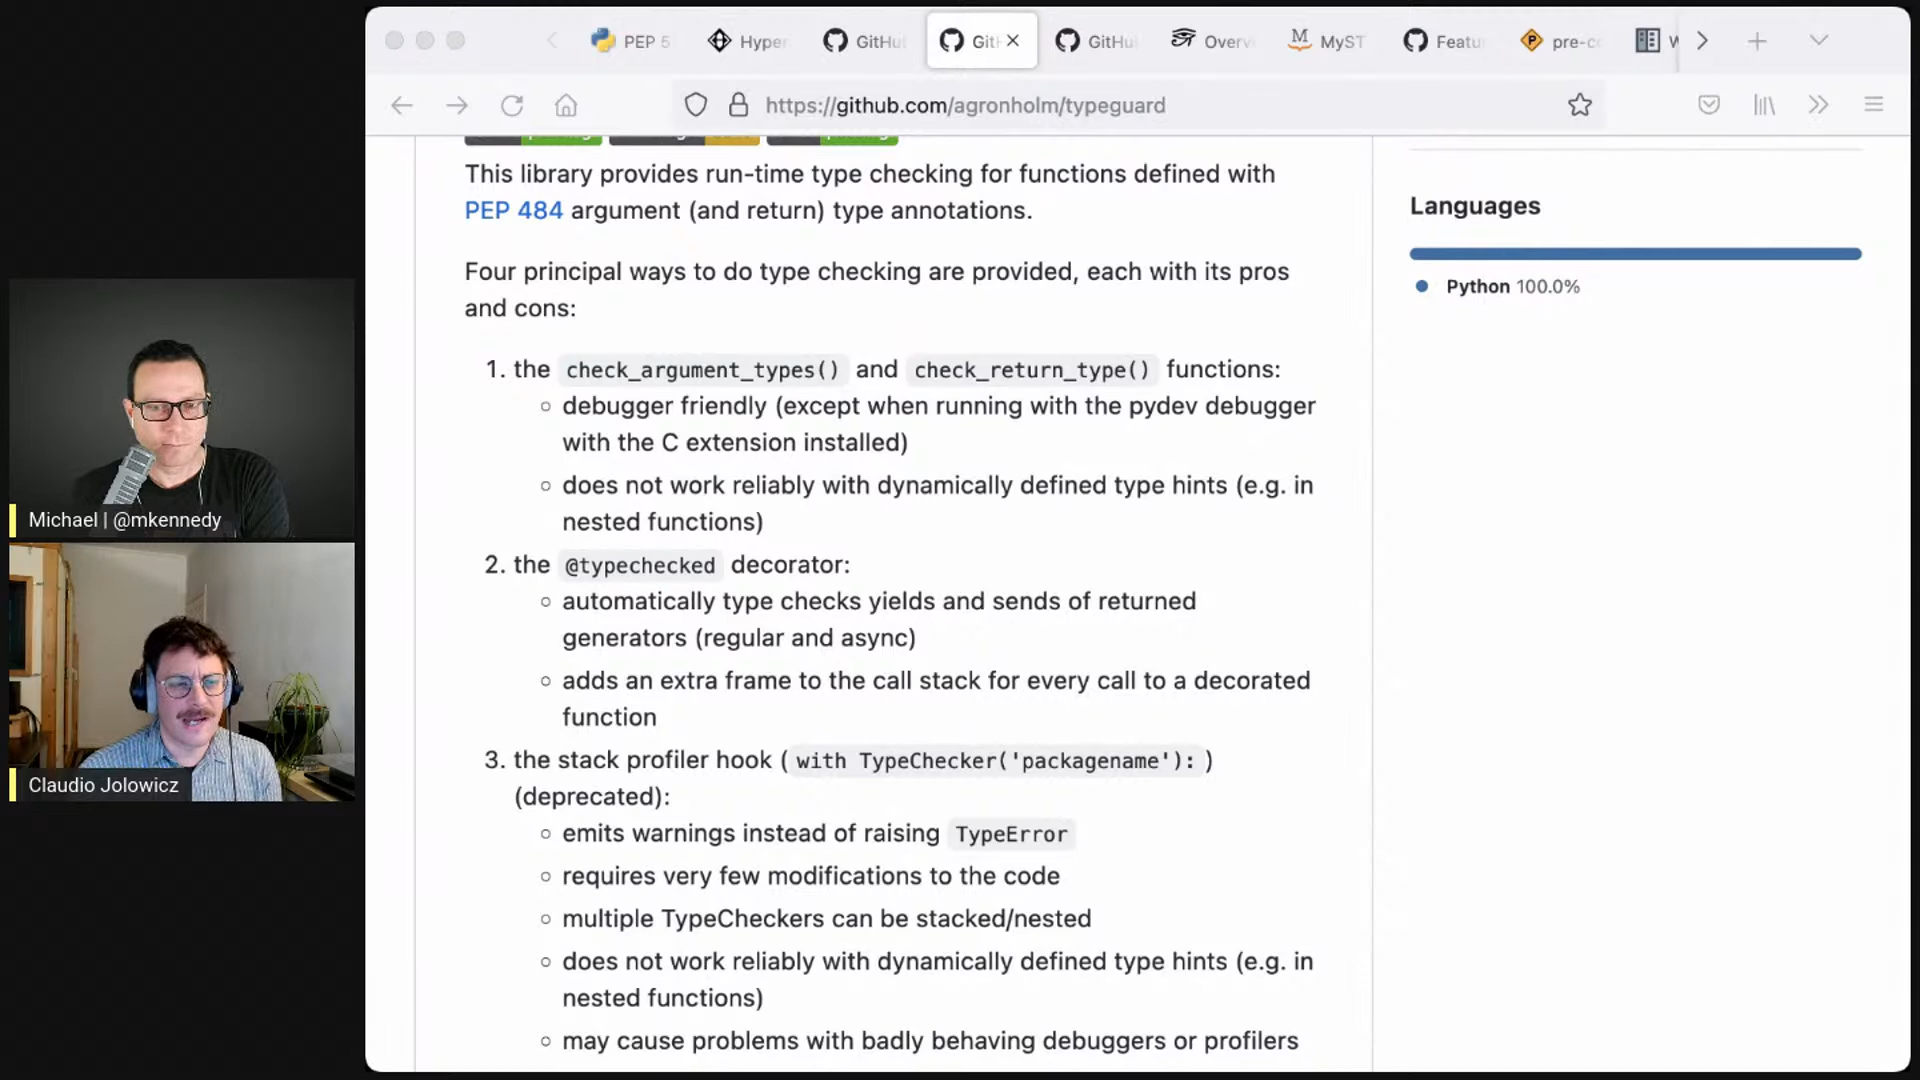 PEP 5
Hyper
GitHu
Git
GitHu
Overv
MyST
Featu
pre-c
https://github.com/agronholm/typeguard
This library provides run-time type checking for functions defined with
PEP 484 argument (and return) type annotations.
Four principal ways to do type checking are provided, each with its pros
and cons:
1. the check_argument_types() and check_return_type() functions:
debugger friendly (except when running with the pydev debugger
with the C extension installed)
does not work reliably with dynamically defined type hints (e.g. in
nested functions)
2. the @typechecked decorator:
automatically type checks yields and sends of returned
generators (regular and async)
adds an extra frame to the call stack for every call to a decorated
function
3. the stack profiler hook ( with TypeChecker('packagename'): )
(deprecated):
emits warnings instead of raising TypeError
requires very few modifications to the code
multiple TypeCheckers can be stacked/nested
does not work reliably with dynamically defined type hints (e.g. in
nested functions)
may cause problems with badly behaving debuggers or profilers
Languages
Python 100.0%
Michael | @mkennedy
Claudio Jolowicz